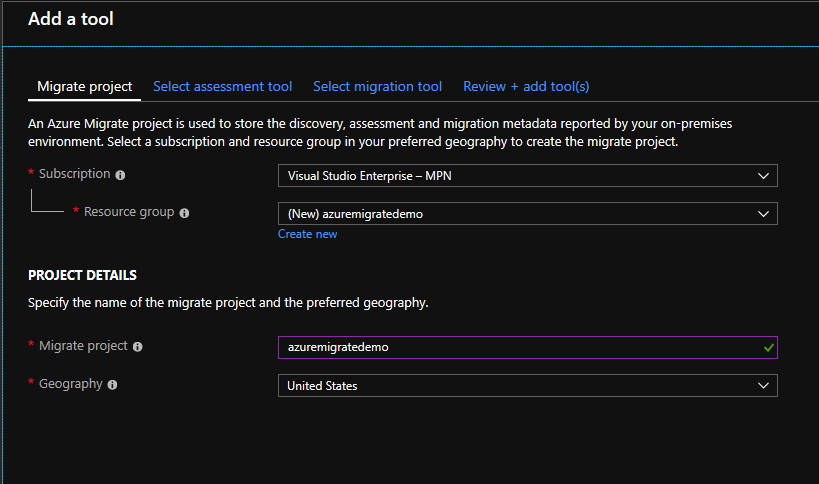 Add a tool
Migrate project Select assessment tool Select migration tool Review + add tool(s)
An Azure Migrate project is used to store the discovery, assessment and migration metadata reported by your on-premises
environment. Select a subscription and resource group in your preferred geography to create the migrate project.
* Subscription Visual Studio Enterprise – MPN
* Resource group (New) azuremigratedemo
Create new
PROJECT DETAILS
Specify the name of the migrate project and the preferred geography.
* Migrate project azuremigratedemo
* Geography United States